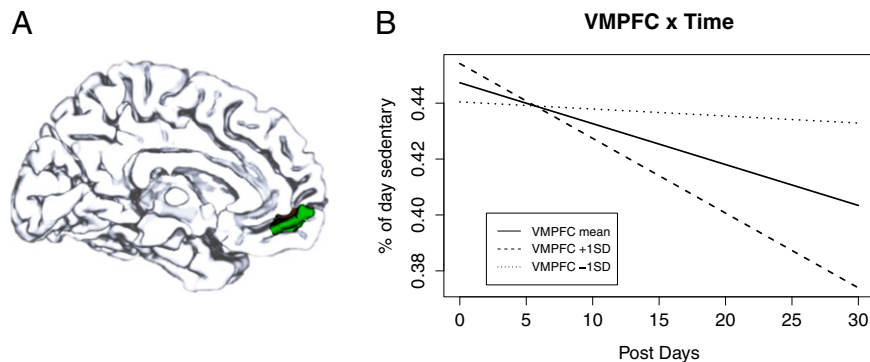 A
B
VMPFC x Time
% of day sedentary
0.44
0.42
0.40
0.38
VMPFC mean
VMPFC +1SD
VMPFC −1SD
0 5 10 15 20 25 30
Post Days